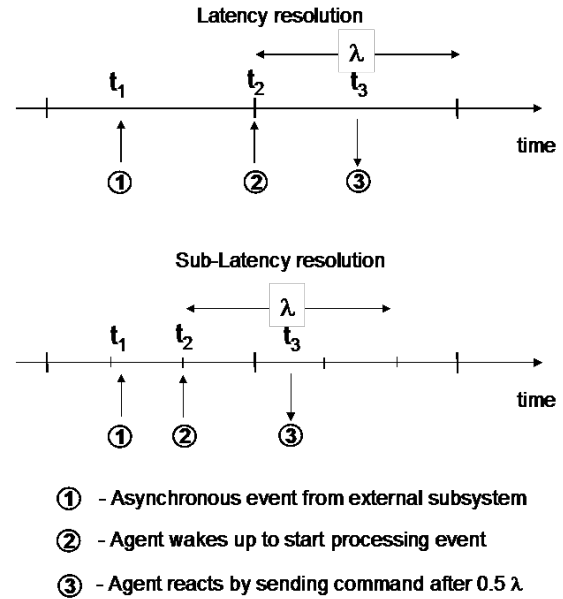 Latency resolution
λ
t1 t2 t3
time
① ② ③
Sub-Latency resolution
λ
t1 t2 t3
time
① ② ③
① - Asynchronous event from external subsystem
② - Agent wakes up to start processing event
③ - Agent reacts by sending command after 0.5 λ